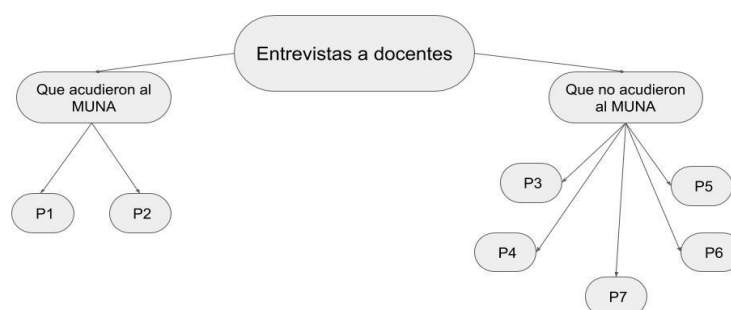 Entrevistas a docentes
Que acudieron al
MUNA
Que no acudieron
al MUNA
P1
P2
P3
P5
P4
P6
P7